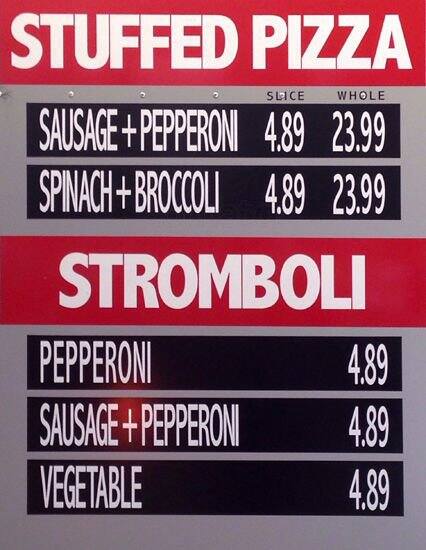 STUFFED PIZZA
SLICE WHOLE
SAUSAGE + PEPPERONI 4.89 23.99
SPINACH + BROCCOLI 4.89 23.99
STROMBOLI
PEPPERONI 4.89
SAUSAGE + PEPPERONI 4.89
VEGETABLE 4.89